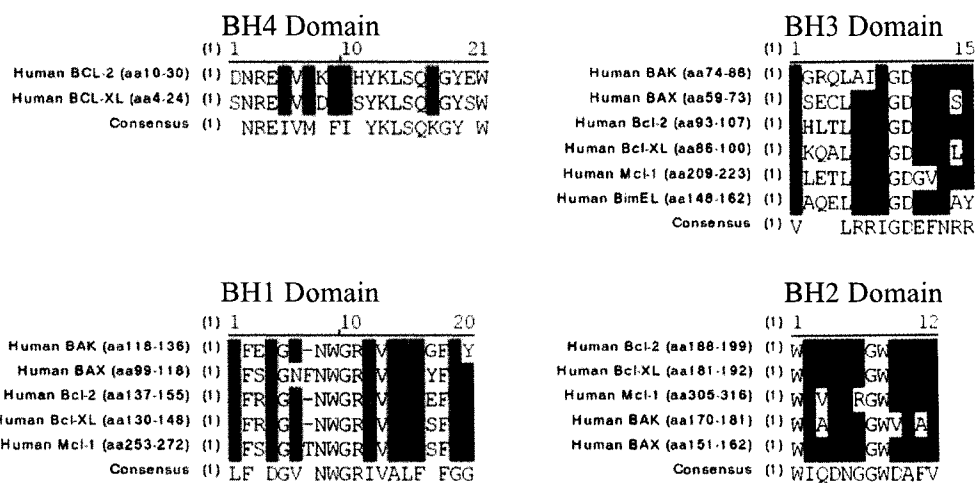 BH4 Domain
(1) 1 10 21
Human BCL-2 (aa10-30) (1) DNRE V K HYKLSQ GYEW
Human BCL-XL (aa4-24) (1) SNRE V D SYKLSQ GYSW
Consensus (1) NREIVM FI YKLSQKGY W
BH3 Domain
(1) 1 15
Human BAK (aa74-88) (1) GRQLAI GD
Human BAX (aa59-73) (1) SECL GD S
Human Bcl-2 (aa93-107) (1) HLTL GD
Human Bcl-XL (aa86-100) (1) KQAL GD L
Human Mcl-1 (aa209-223) (1) LETL GDGV
Human BimEL (aa148-162) (1) AQEL GD AY
Consensus (1) V LRRIGDEFNRR
BH1 Domain
(1) 1 10 20
Human BAK (aa118-136) (1) FE G -NWGR V GF Y
Human BAX (aa99-118) (1) FS GNFNWGR V YF
Human Bcl-2 (aa137-155) (1) FR G -NWGR V EF
Human Bcl-XL (aa130-148) (1) FR G -NWGR V SF
Human Mcl-1 (aa253-272) (1) FS G TNWGR V SF
Consensus (1) LF DGV NWGRIVALF FGG
BH2 Domain
(1) 1 12
Human Bcl-2 (aa188-199) (1) W GW
Human Bcl-XL (aa181-192) (1) W GW
Human Mcl-1 (aa305-316) (1) W V RGW
Human BAK (aa170-181) (1) W A GWV A
Human BAX (aa151-162) (1) W GW
Consensus (1) WIQDNGGWDAFV